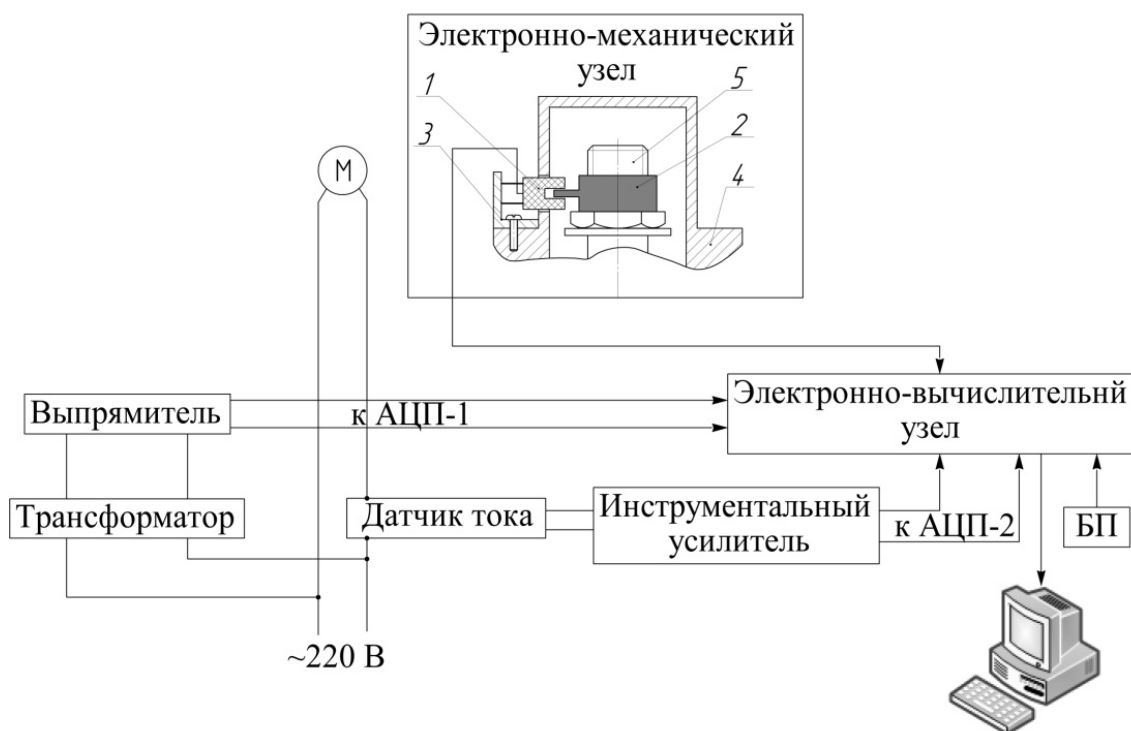 Электронно-механический
узел
1
5
3
2
4
М
Выпрямитель
к АЦП-1
Электронно-вычислительнй
узел
Трансформатор
Датчик тока
Инструментальный
усилитель
к АЦП-2
БП
~220 В